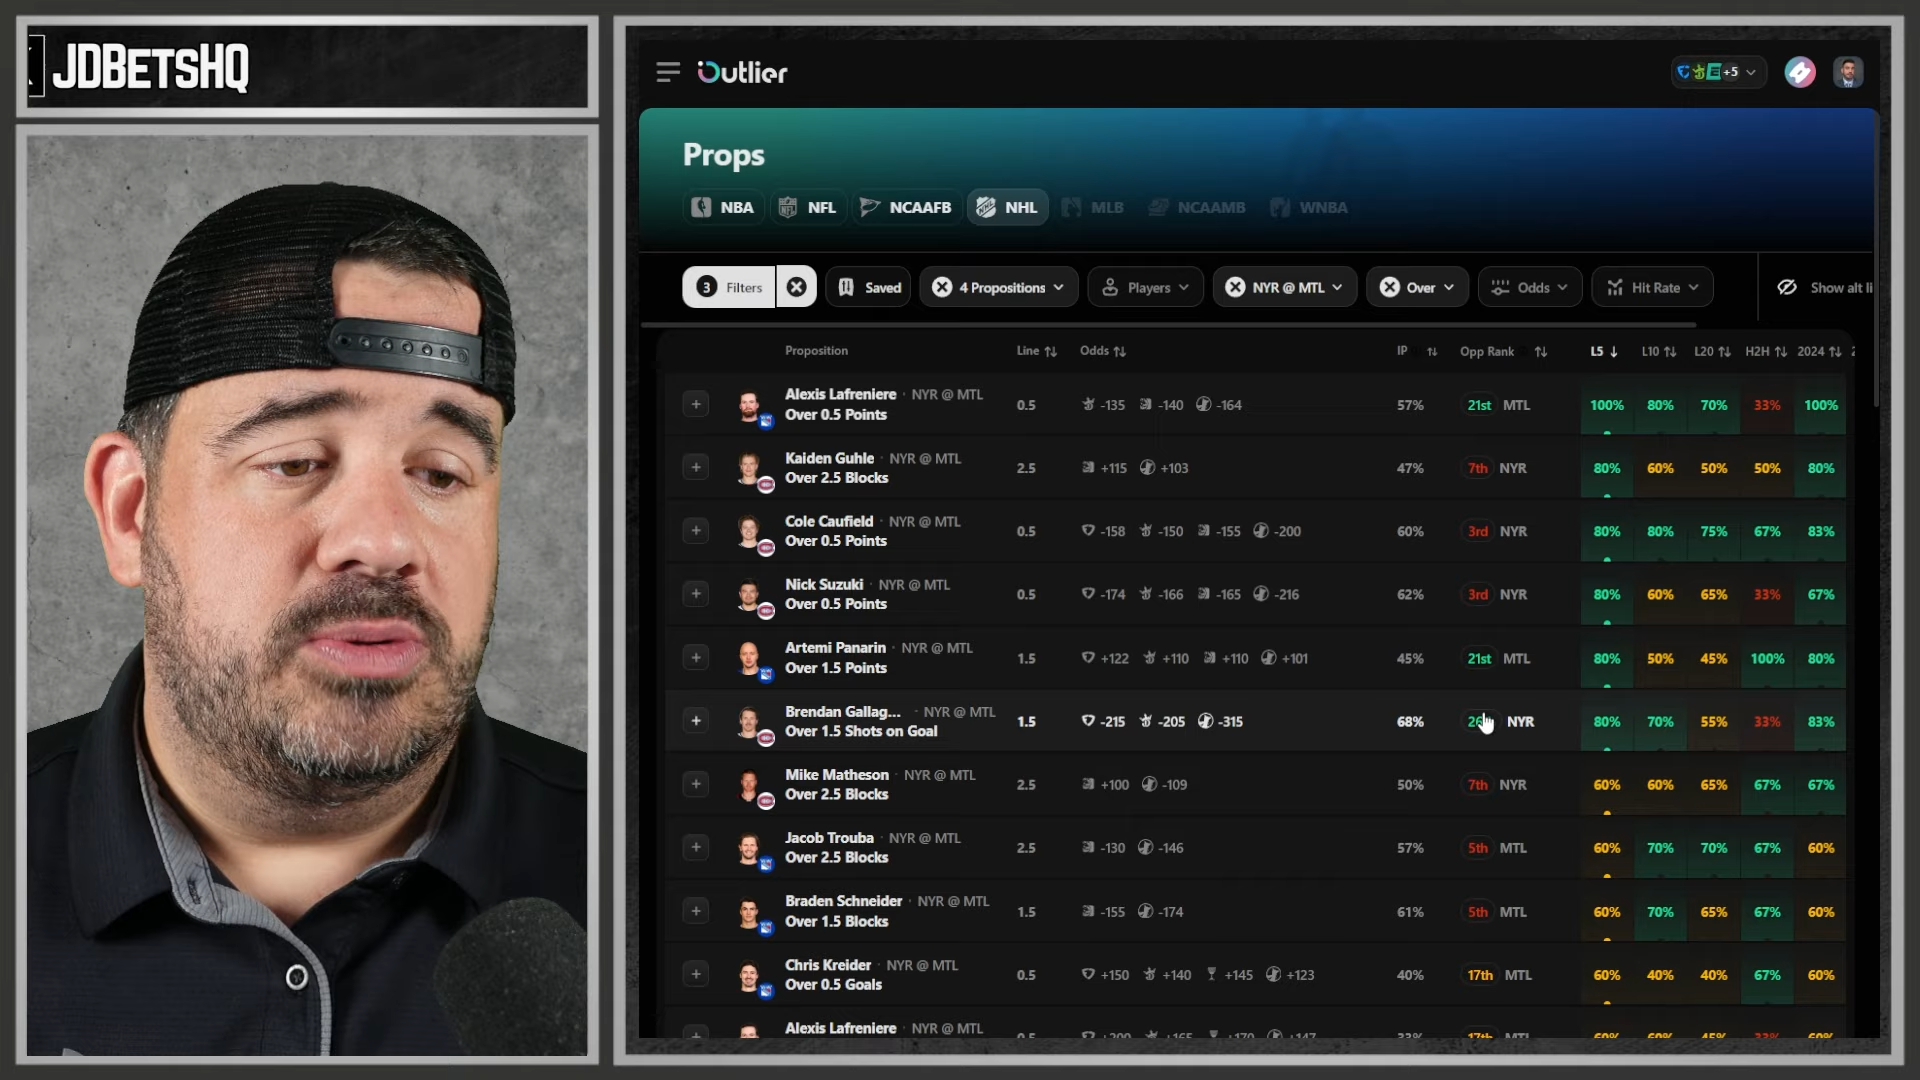 JDBetsHQ
Outlier
+5
Props
NBA NFL NCAAFB NHL MLB NCAAMB WNBA
3 Filters Saved 4 Propositions Players NYR @ MTL Over Odds Hit Rate Show alt li
Proposition Line Odds IP Opp Rank L5 L10 L20 H2H 2024 2
Alexis Lafreniere · NYR @ MTL
Over 0.5 Points 0.5 -135 -140 -164 57% 21st MTL 100% 80% 70% 33% 100%
Kaiden Guhle · NYR @ MTL
Over 2.5 Blocks 2.5 +115 +103 47% 7th NYR 80% 60% 50% 50% 80%
Cole Caufield · NYR @ MTL
Over 0.5 Points 0.5 -158 -150 -155 -200 60% 3rd NYR 80% 80% 75% 67% 83%
Nick Suzuki · NYR @ MTL
Over 0.5 Points 0.5 -174 -166 -165 -216 62% 3rd NYR 80% 60% 65% 33% 67%
Artemi Panarin · NYR @ MTL
Over 1.5 Points 1.5 +122 +110 +110 +101 45% 21st MTL 80% 50% 45% 100% 80%
Brendan Gallag... · NYR @ MTL
Over 1.5 Shots on Goal 1.5 -215 -205 -315 68% NYR 80% 70% 55% 33% 83%
Mike Matheson · NYR @ MTL
Over 2.5 Blocks 2.5 +100 -109 50% 7th NYR 60% 60% 65% 67% 67%
Jacob Trouba · NYR @ MTL
Over 2.5 Blocks 2.5 -130 -146 57% 5th MTL 60% 70% 70% 67% 60%
Braden Schneider · NYR @ MTL
Over 1.5 Blocks 1.5 -155 -174 61% 5th MTL 60% 70% 65% 67% 60%
Chris Kreider · NYR @ MTL
Over 0.5 Goals 0.5 +150 +140 +145 +123 40% 17th MTL 60% 40% 40% 67% 60%
Alexis Lafreniere · NYR @ MTL